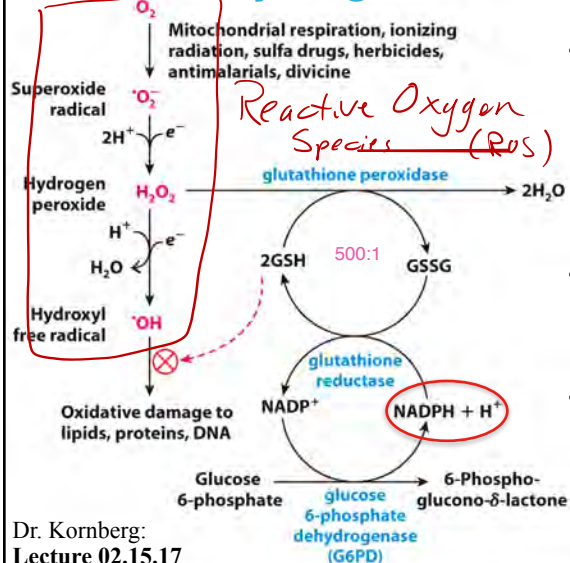 O₂
Mitochondrial respiration, ionizing
radiation, sulfa drugs, herbicides,
antimalarials, divicine
Superoxide
radical
•O₂⁻
Reactive Oxygen
Species (ROS)
2H⁺
e⁻
Hydrogen
peroxide
H₂O₂
glutathione peroxidase
2H₂O
H⁺
e⁻
H₂O
2GSH
500:1
GSSG
Hydroxyl
free radical
•OH
glutathione
reductase
Oxidative damage to
lipids, proteins, DNA
NADP⁺
NADPH + H⁺
Glucose
6-phosphate
glucose
6-phosphate
dehydrogenase
(G6PD)
6-Phospho-
glucono-δ-lactone
Dr. Kornberg:
Lecture 02.15.17